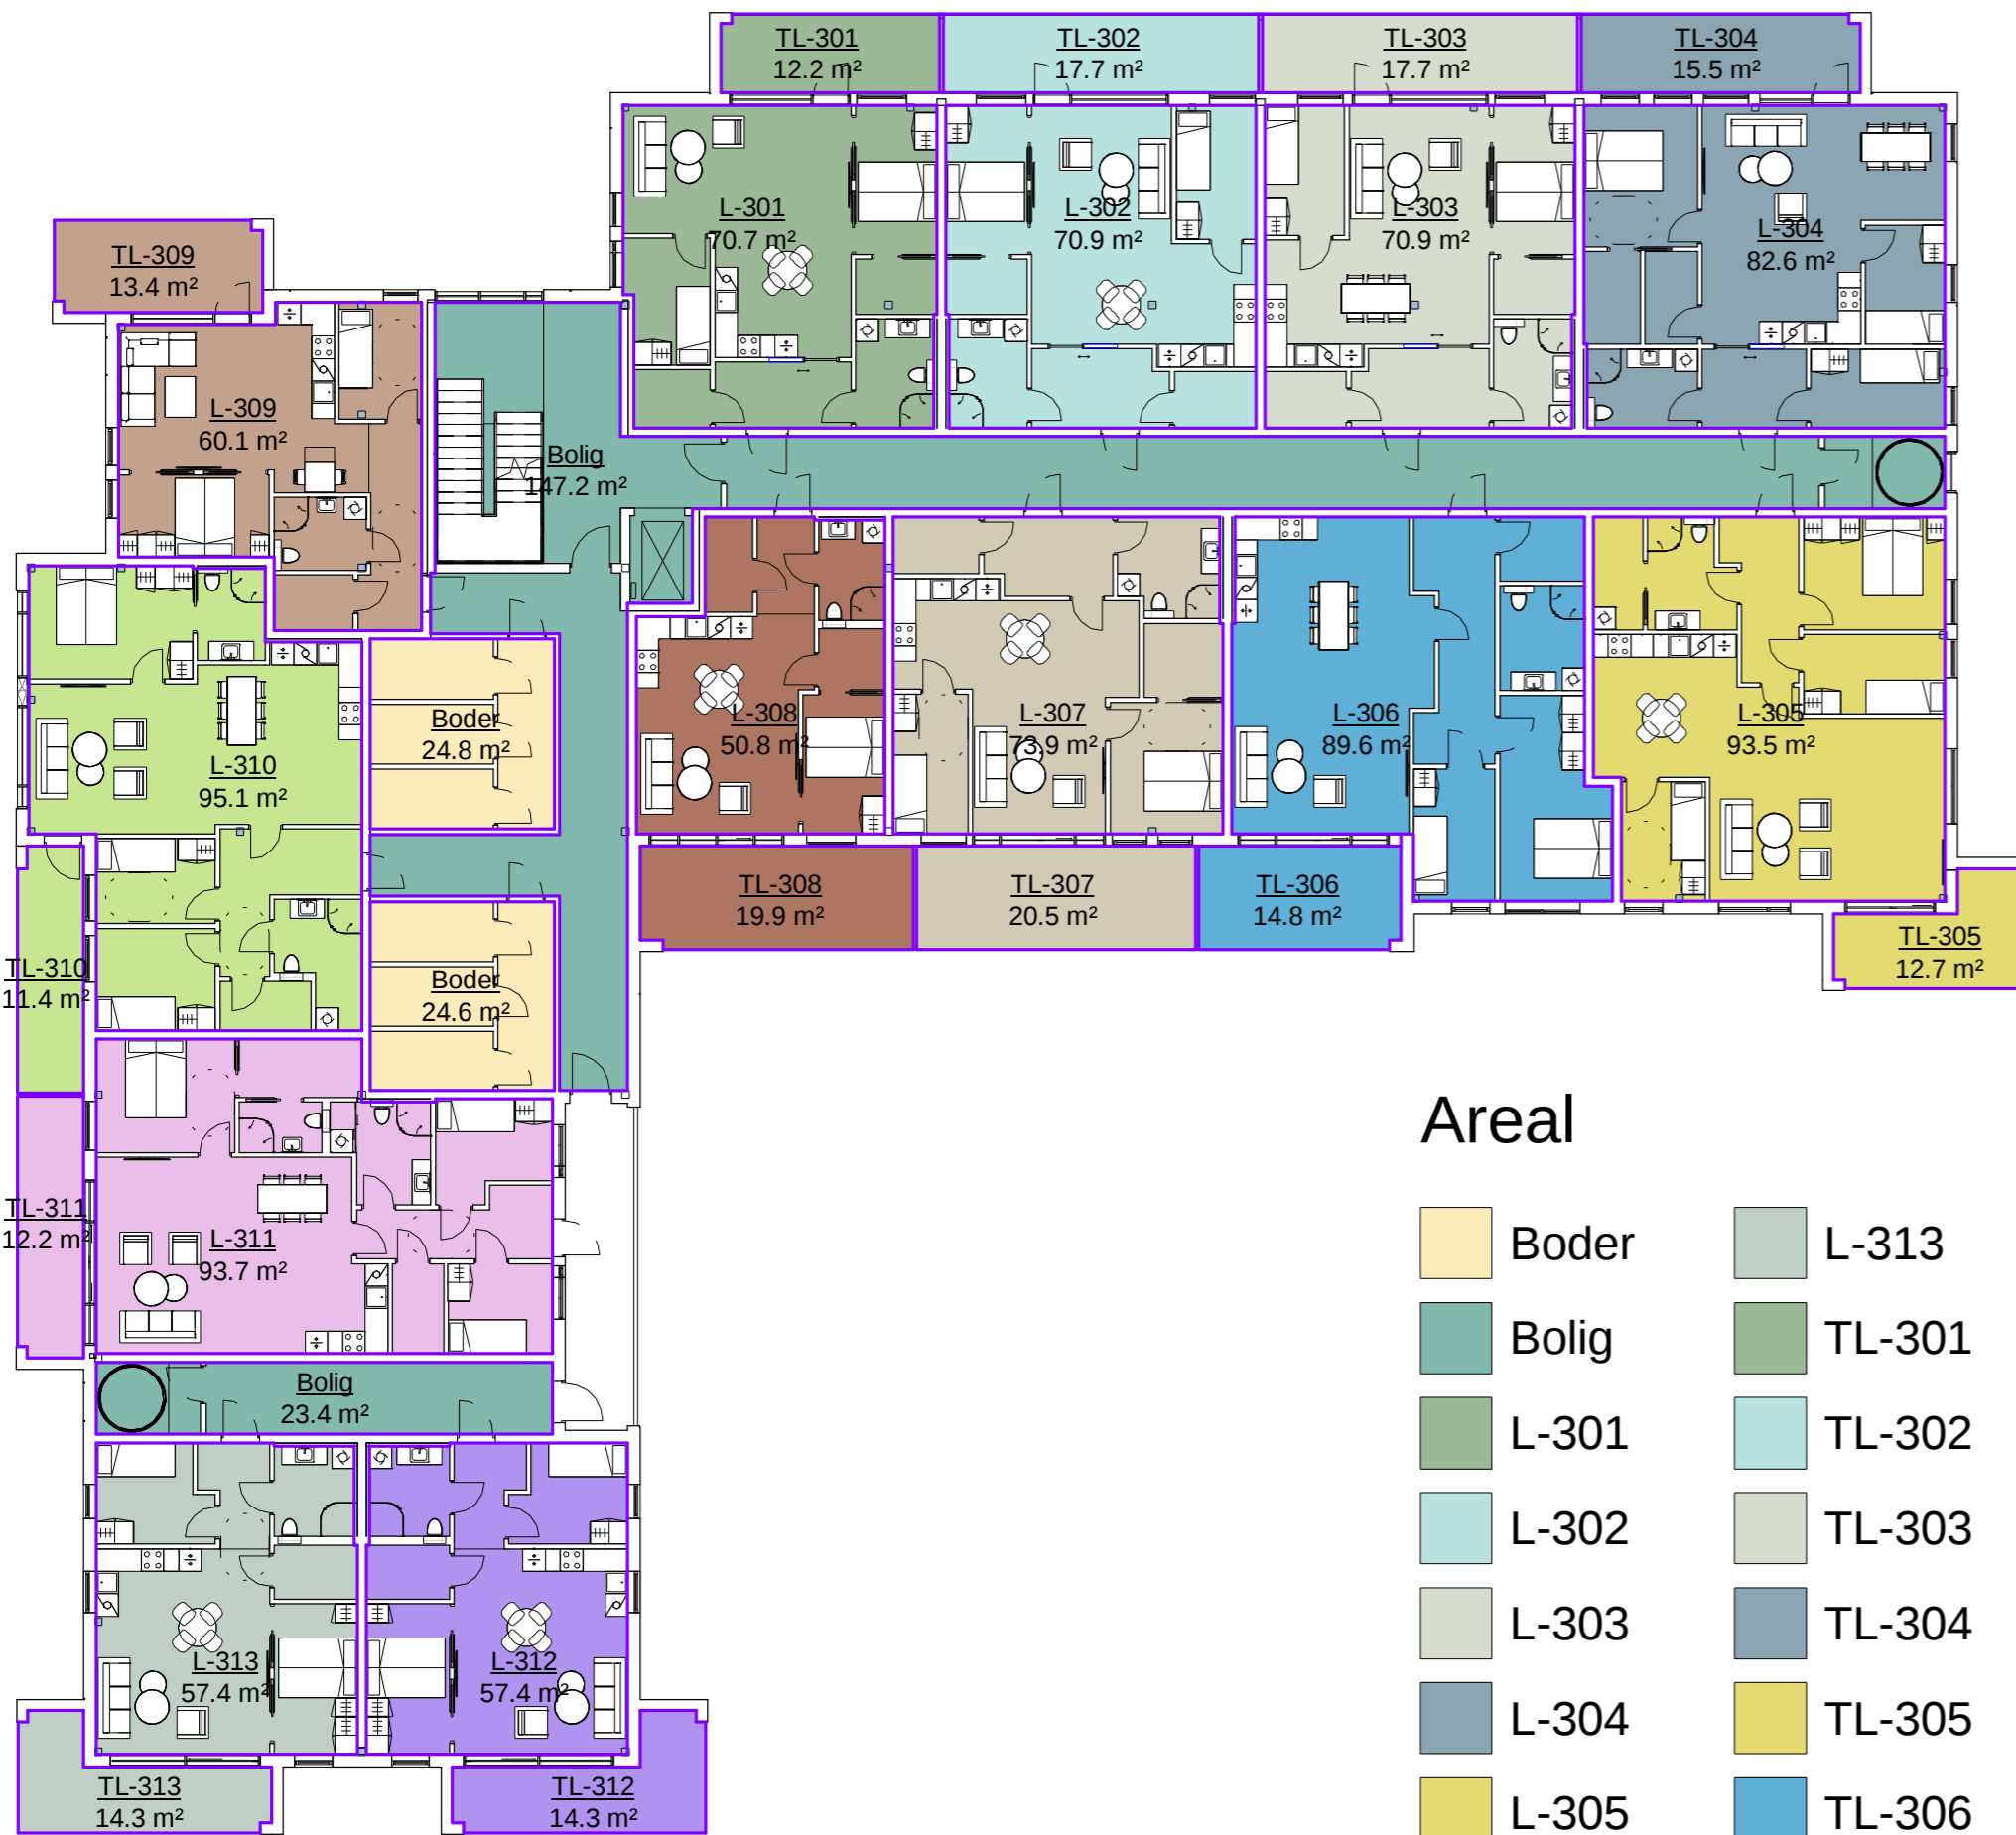 TL-301
12.2 m²
TL-302
17.7 m²
TL-303
17.7 m²
TL-304
15.5 m²
L-301
70.7 m²
L-302
70.9 m²
L-303
70.9 m²
L-304
82.6 m²
TL-309
13.4 m²
L-309
60.1 m²
Bolig
147.2 m²
L-310
95.1 m²
Boder
24.8 m²
L-308
50.8 m²
L-307
73.9 m²
L-306
89.6 m²
L-305
93.5 m²
TL-308
19.9 m²
TL-307
20.5 m²
TL-306
14.8 m²
TL-305
12.7 m²
TL-310
11.4 m²
Boder
24.6 m²
TL-311
12.2 m²
L-311
93.7 m²
Bolig
23.4 m²
L-313
57.4 m²
L-312
57.4 m²
TL-313
14.3 m²
TL-312
14.3 m²
Areal
Boder
Bolig
L-301
L-302
L-303
L-304
L-305
L-313
TL-301
TL-302
TL-303
TL-304
TL-305
TL-306